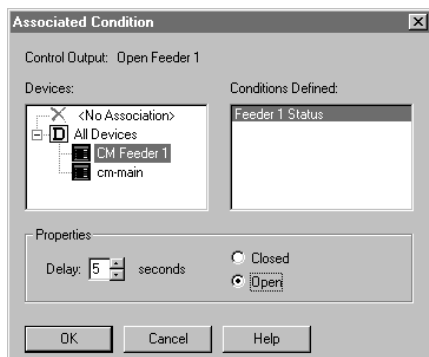 Associated Condition
Control Output: Open Feeder 1
Devices:
Conditions Defined:
<No Association>
D All Devices
CM Feeder 1
cm-main
Feeder 1 Status
Properties
Delay: 5 seconds
Closed
Open
OK Cancel Help